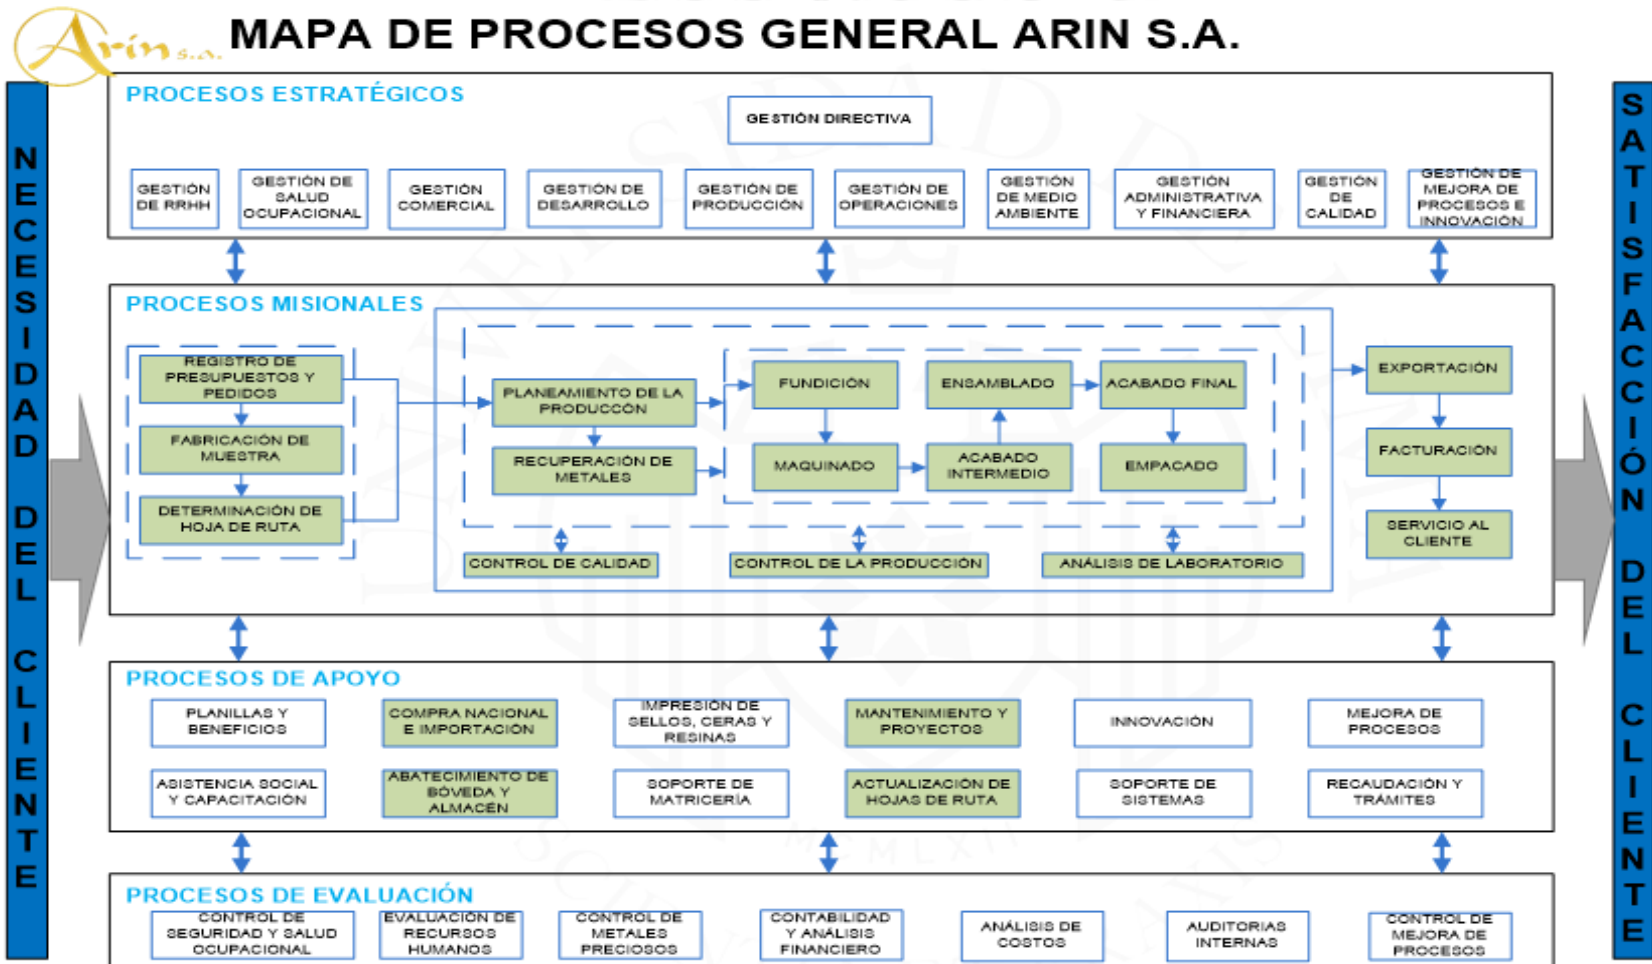 Arin s.a.
MAPA DE PROCESOS GENERAL ARIN S.A.
NECESIDAD DEL CLIENTE
PROCESOS ESTRATÉGICOS
GESTIÓN DIRECTIVA
GESTIÓN
DE RRHH
GESTIÓN DE
SALUD
OCUPACIONAL
GESTIÓN
COMERCIAL
GESTIÓN DE
DESARROLLO
GESTIÓN DE
PRODUCCIÓN
GESTIÓN DE
OPERACIONES
GESTIÓN
DE MEDIO
AMBIENTE
GESTIÓN
ADMINISTRATIVA
Y FINANCIERA
GESTIÓN
DE
CALIDAD
GESTIÓN DE
MEJORA DE
PROCESOS E
INNOVACIÓN
PROCESOS MISIONALES
REGISTRO DE
PRESUPUESTOS Y
PEDIDOS
FABRICACIÓN DE
MUESTRA
DETERMINACIÓN DE
HOJA DE RUTA
PLANEAMIENTO DE LA
PRODUCCÓN
RECUPERACIÓN DE
METALES
FUNDICIÓN
MAQUINADO
ENSAMBLADO
ACABADO
INTERMEDIO
ACABADO FINAL
EMPACADO
CONTROL DE CALIDAD
CONTROL DE LA PRODUCCIÓN
ANÁLISIS DE LABORATORIO
EXPORTACIÓN
FACTURACIÓN
SERVICIO AL
CLIENTE
PROCESOS DE APOYO
PLANILLAS Y
BENEFICIOS
COMPRA NACIONAL
E IMPORTACIÓN
IMPRESIÓN DE
SELLOS, CERAS Y
RESINAS
MANTENIMIENTO Y
PROYECTOS
INNOVACIÓN
MEJORA DE
PROCESOS
ASISTENCIA SOCIAL
Y CAPACITACIÓN
ABATECIMIENTO DE
BÓVEDA Y
ALMACÉN
SOPORTE DE
MATRICERÍA
ACTUALIZACIÓN DE
HOJAS DE RUTA
SOPORTE DE
SISTEMAS
RECAUDACIÓN Y
TRÁMITES
PROCESOS DE EVALUACIÓN
CONTROL DE
SEGURIDAD Y SALUD
OCUPACIONAL
EVALUACIÓN DE
RECURSOS
HUMANOS
CONTROL DE
METALES
PRECIOSOS
CONTABILIDAD
Y ANÁLISIS
FINANCIERO
ANÁLISIS DE
COSTOS
AUDITORIAS
INTERNAS
CONTROL DE
MEJORA DE
PROCESOS
SATISFACCIÓN DEL CLIENTE
UNIVERSIDAD DE LIMA
MCMLXII